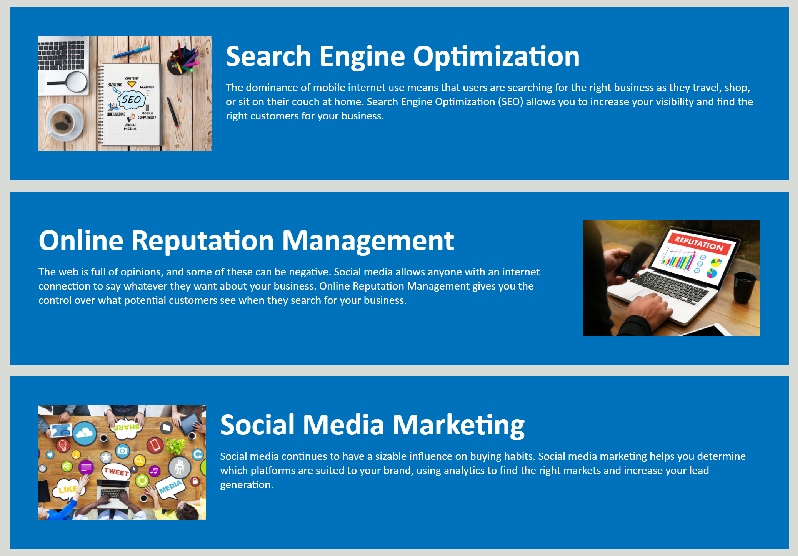 Search Engine Optimization
The dominance of mobile internet use means that users are searching for the right business as they travel, shop,
or sit on their couch at home. Search Engine Optimization (SEO) allows you to increase your visibility and find the
right customers for your business.
SEO
Online Reputation Management
The web is full of opinions, and some of these can be negative. Social media allows anyone with an internet
connection to say whatever they want about your business. Online Reputation Management gives you the
control over what potential customers see when they search for your business.
REPUTATION
Social Media Marketing
Social media continues to have a sizable influence on buying habits. Social media marketing helps you determine
which platforms are suited to your brand, using analytics to find the right markets and increase your lead
generation.
SHARE
TWEET
LIKE
MEDIA